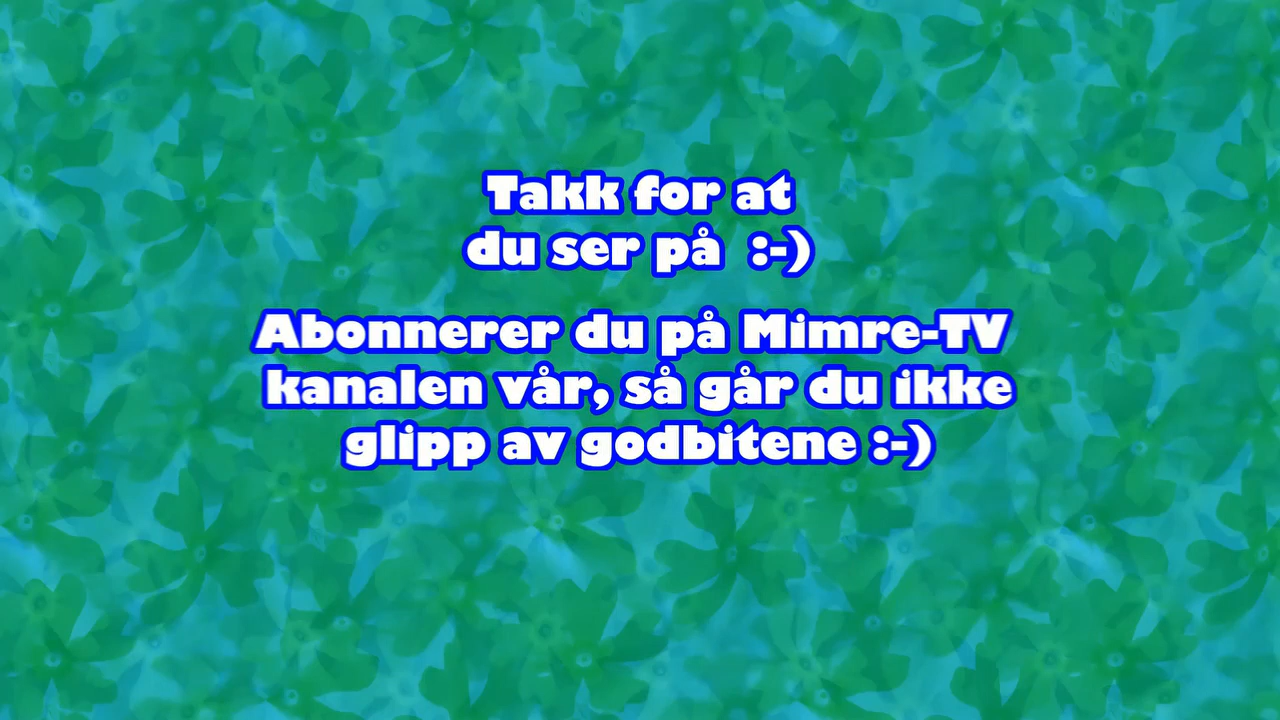 Takk for at
du ser på  :-)
Abonnerer du på Mimre-TV
kanalen vår, så går du ikke
glipp av godbitene :-)